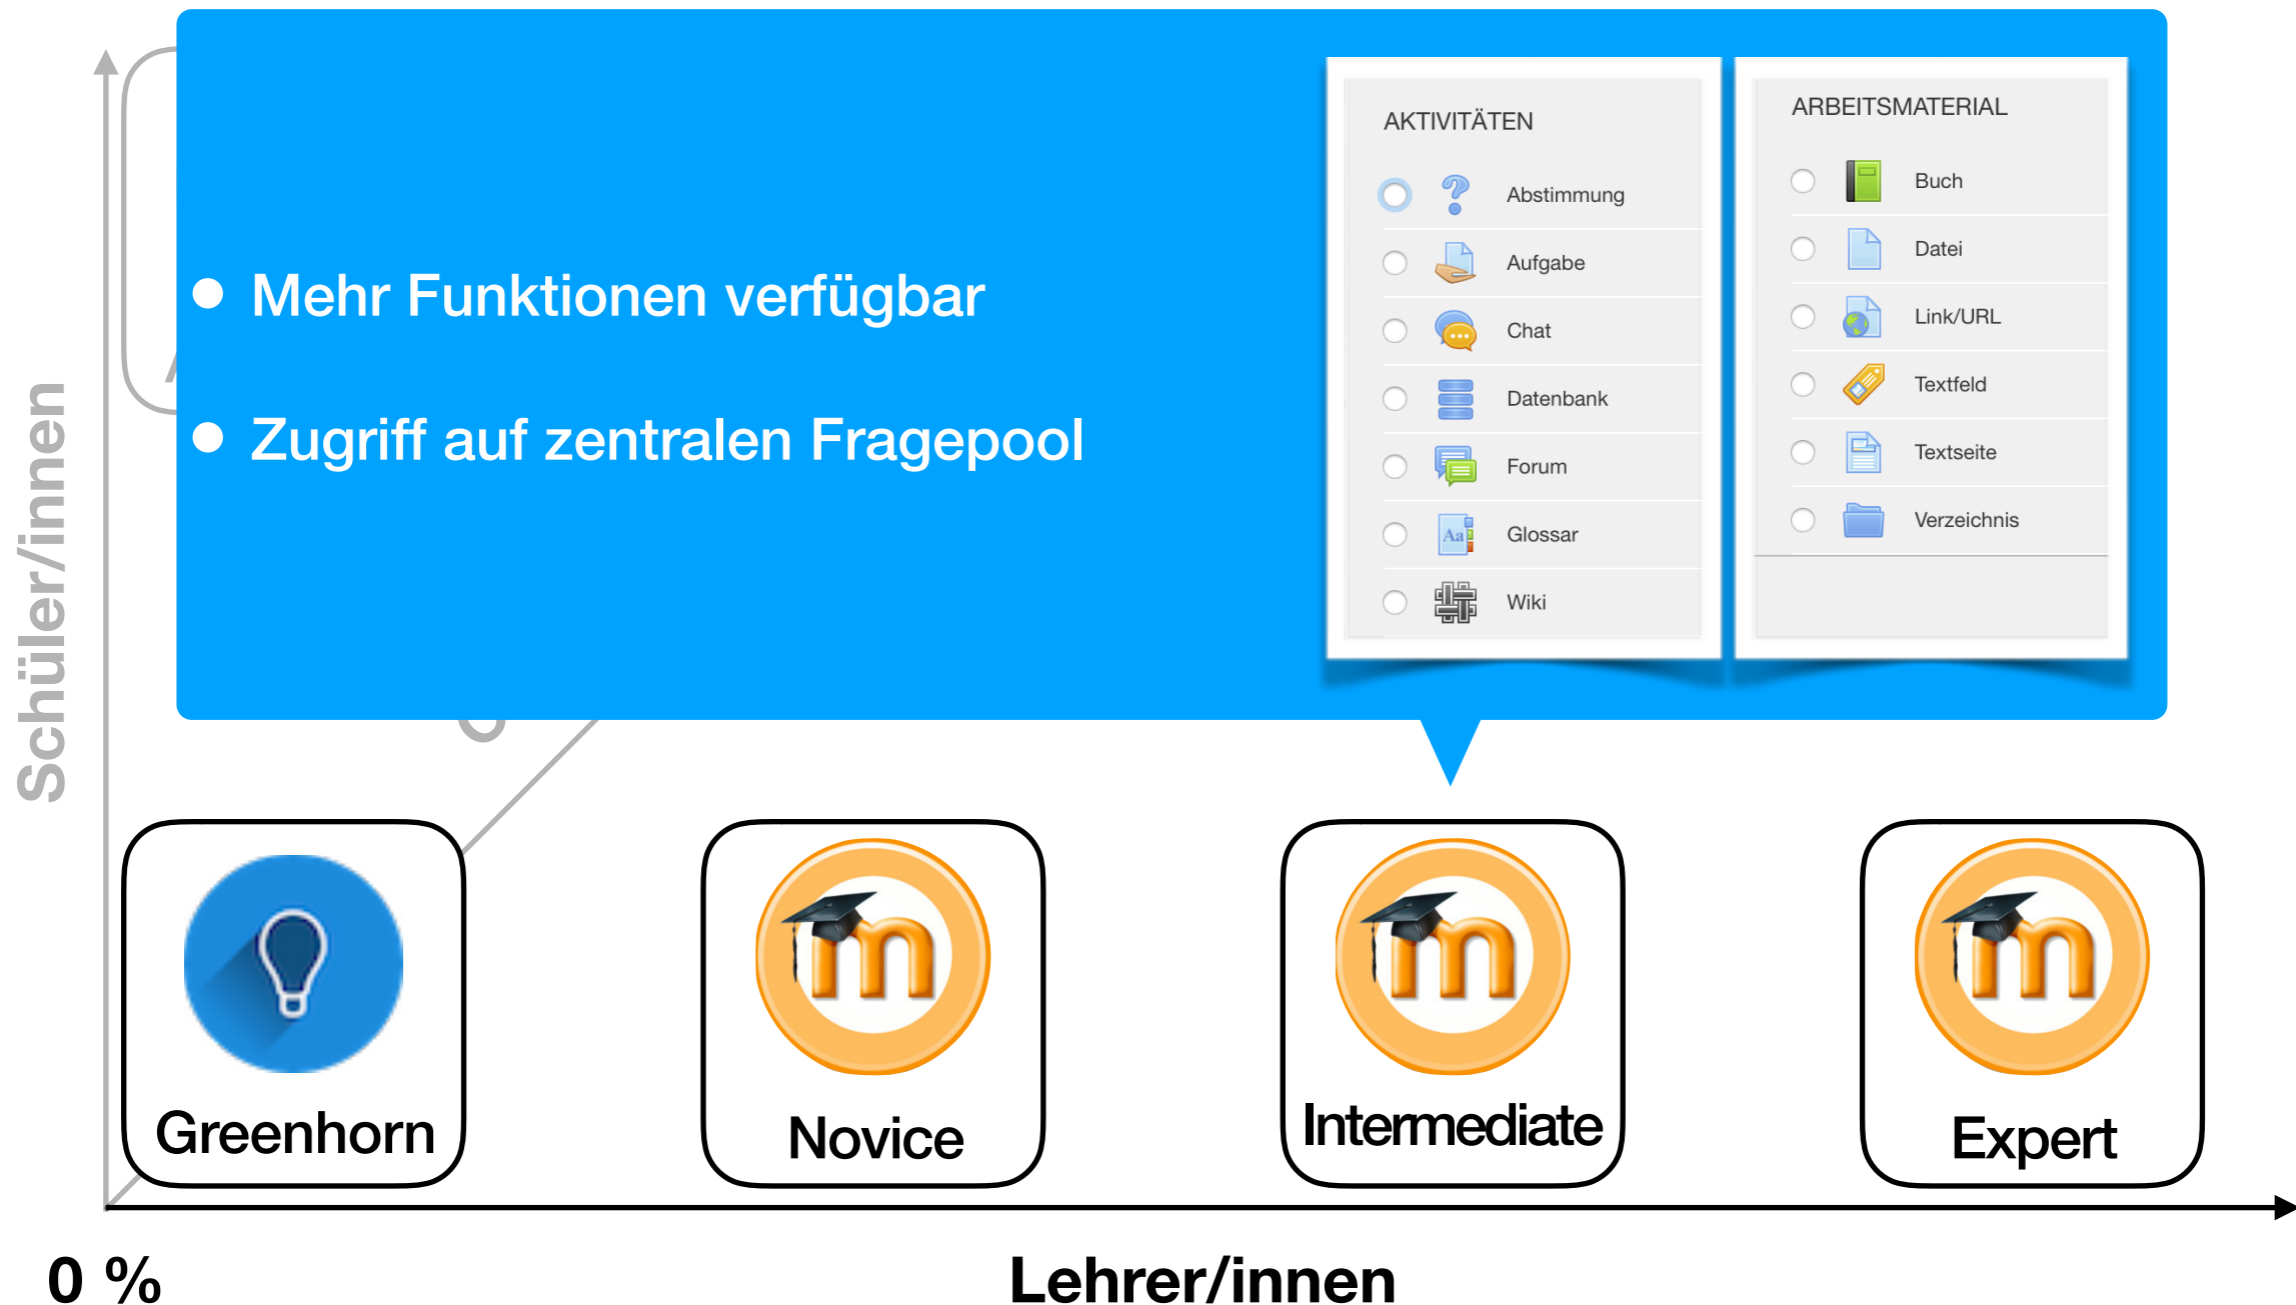 Schüler/innen
Mehr Funktionen verfügbar
Zugriff auf zentralen Fragepool
AKTIVITÄTEN
Abstimmung
Aufgabe
Chat
Datenbank
Forum
Glossar
Wiki
ARBEITSMATERIAL
Buch
Datei
Link/URL
Textfeld
Textseite
Verzeichnis
Greenhorn
Novice
Intermediate
Expert
0 %
Lehrer/innen